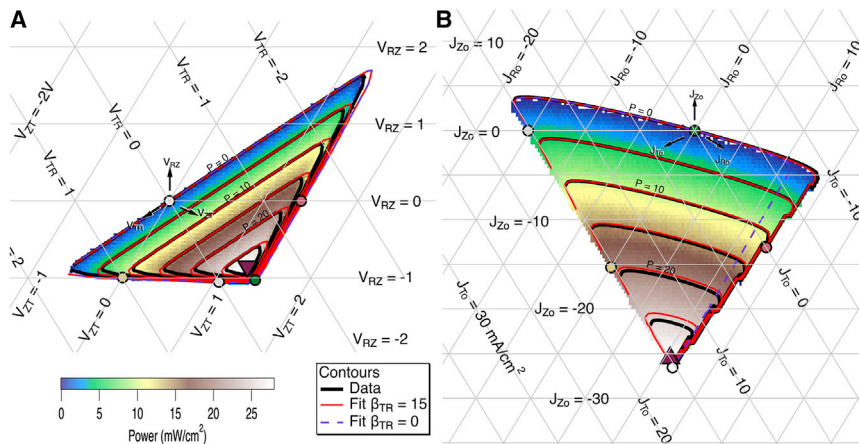 A
V_ZT = -2V
V_TR = 0
V_TR = -1
V_TR = -2
V_RZ = 2
V_TR = 1
V_RZ = 1
P = 0
V_RZ
P = 10
V_RZ = 0
V_TR
V_ZT
P = 20
V_RZ = -1
V_ZT = -1
V_ZT = 0
V_ZT = 1
V_ZT = 2
V_RZ = -2
0 5 10 15 20 25
Power (mW/cm²)
Contours
Data
Fit β_TR = 15
Fit β_TR = 0
B
J_Zo = 10
J_Ro = -20
J_Ro = -10
J_Ro = 0
J_Ro = 10
P = 0
J_Zo
J_Zo = 0
J_To
J_Ro
J_To = -10
P = 10
J_Zo = -10
P = 20
J_To = 0
J_Zo = -20
J_To = 30 mA/cm²
J_To = 10
J_Zo = -30
J_To = 20